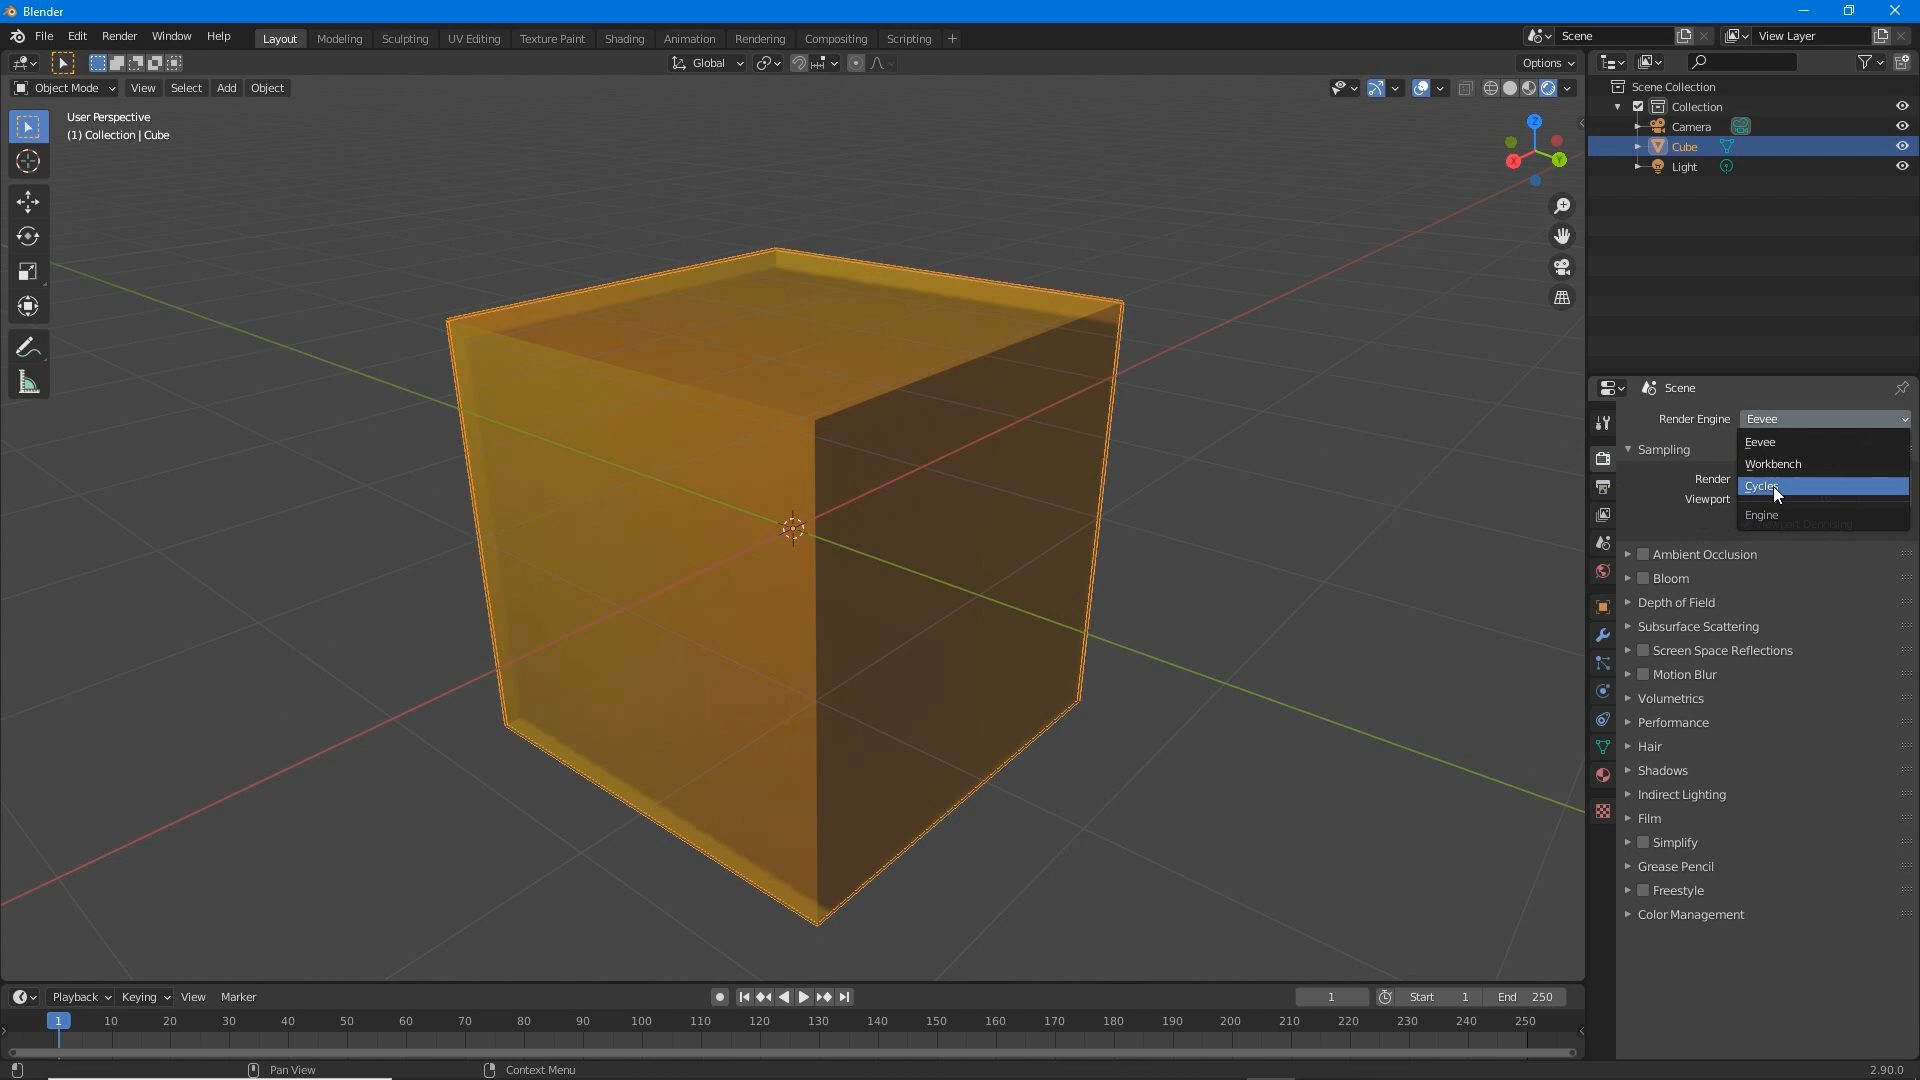 Blender
File Edit Render Window Help Layout Modeling Sculpting UV Editing Texture Paint Shading Animation Rendering Compositing Scripting + Scene View Layer
Global Options
Object Mode View Select Add Object
User Perspective
(1) Collection | Cube
Z
Y
X
Scene Collection
Collection
Camera
Cube
Light
Scene
Render Engine Eevee
Eevee
Sampling
Workbench
Render
Cycles
Viewport
Engine
Ambient Occlusion
Bloom
Depth of Field
Subsurface Scattering
Screen Space Reflections
Motion Blur
Volumetrics
Performance
Hair
Shadows
Indirect Lighting
Film
Simplify
Grease Pencil
Freestyle
Color Management
Playback Keying View Marker 1 Start 1 End 250
1 10 20 30 40 50 60 70 80 90 100 110 120 130 140 150 160 170 180 190 200 210 220 230 240 250
Pan View Context Menu 2.90.0